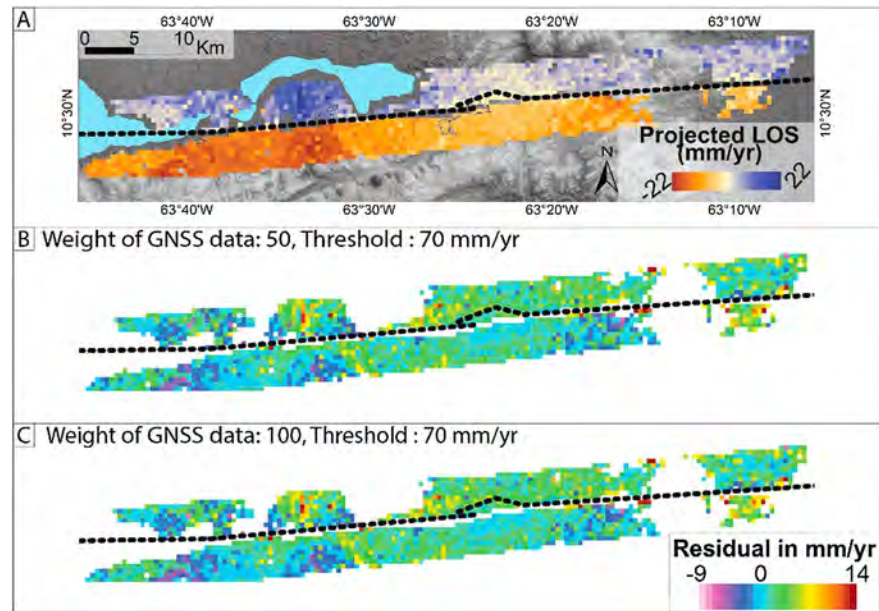 A
63°40'W 63°30'W 63°20'W 63°10'W
0 5 10
Km
10°30'N
10°30'N
Projected LOS
(mm/yr)
N
-22 22
63°40'W 63°30'W 63°20'W 63°10'W
B Weight of GNSS data: 50, Threshold : 70 mm/yr
C Weight of GNSS data: 100, Threshold : 70 mm/yr
Residual in mm/yr
-9 0 14